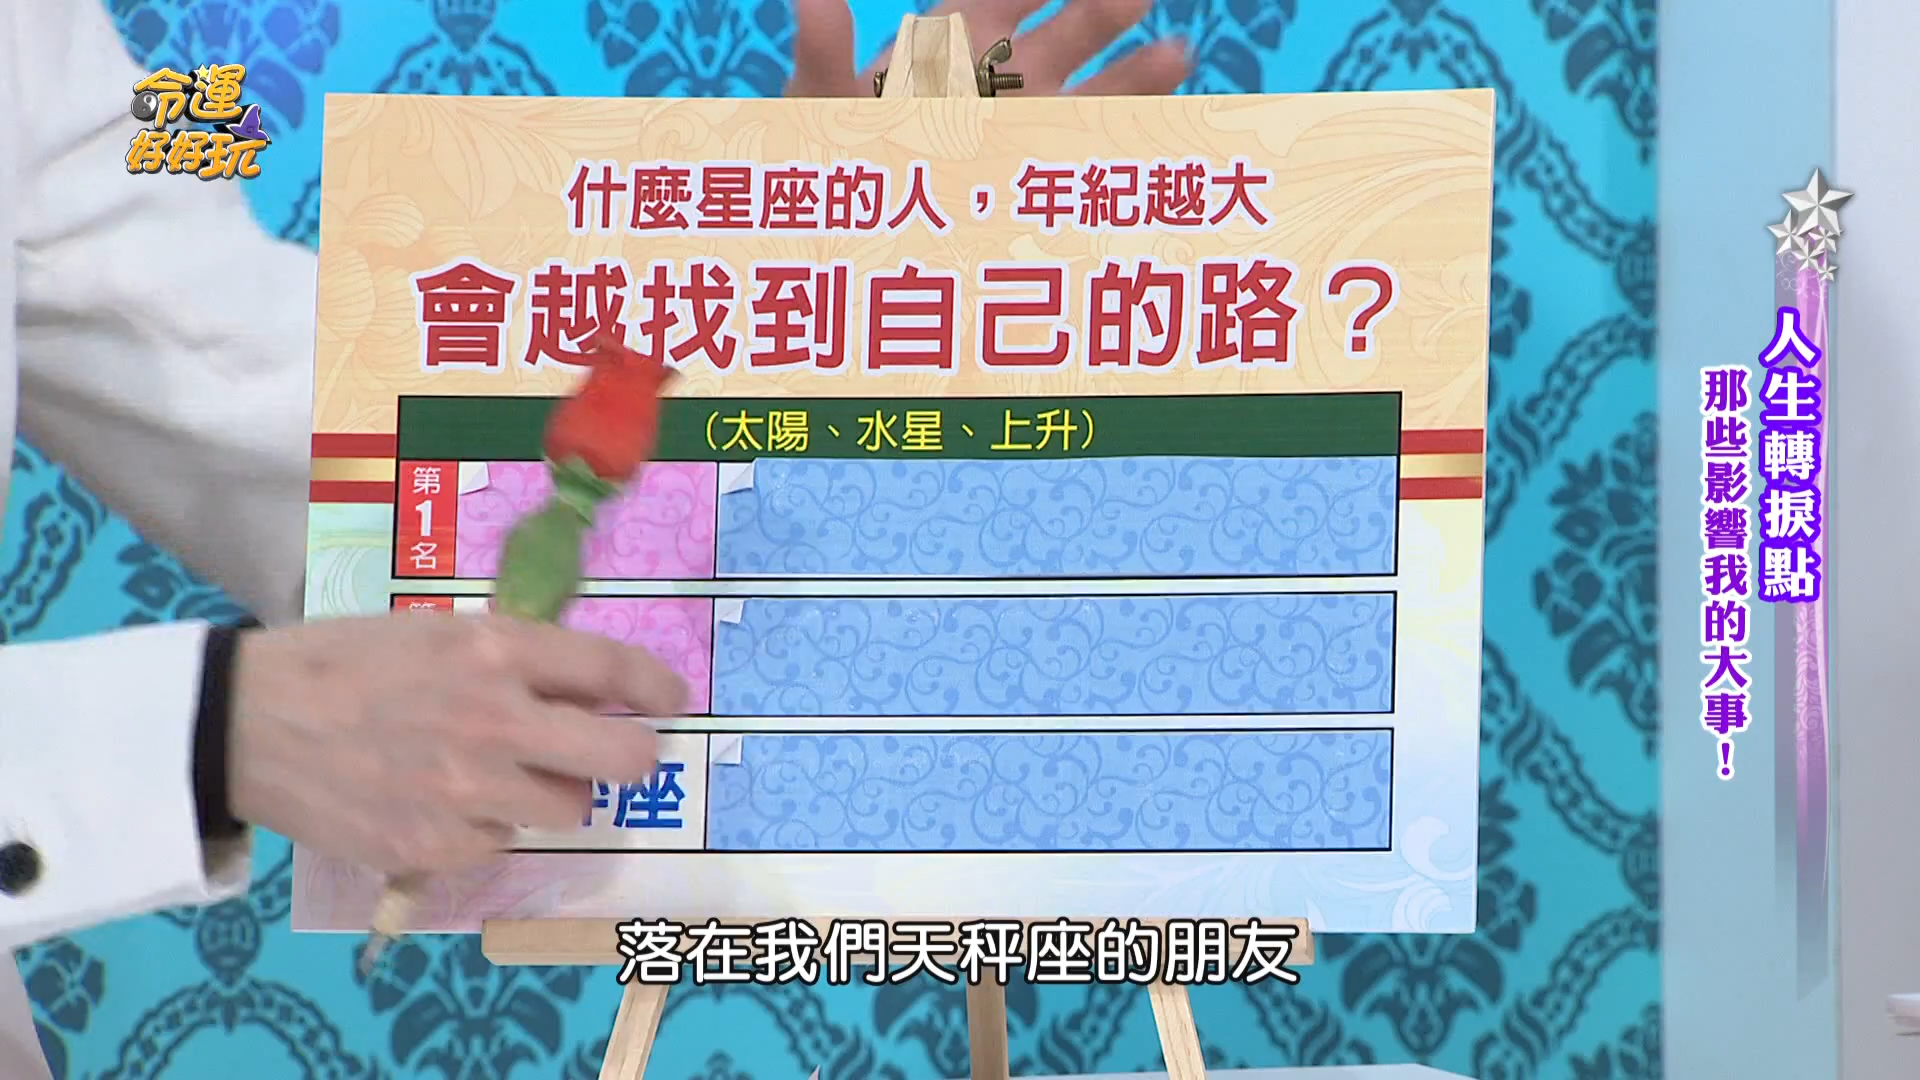 命運
好好玩
什麼星座的人，年紀越大
會越找到自己的路？
（太陽、水星、上升）
第1名
第
秤座
人生轉捩點
那些影響我的大事！
落在我們天秤座的朋友